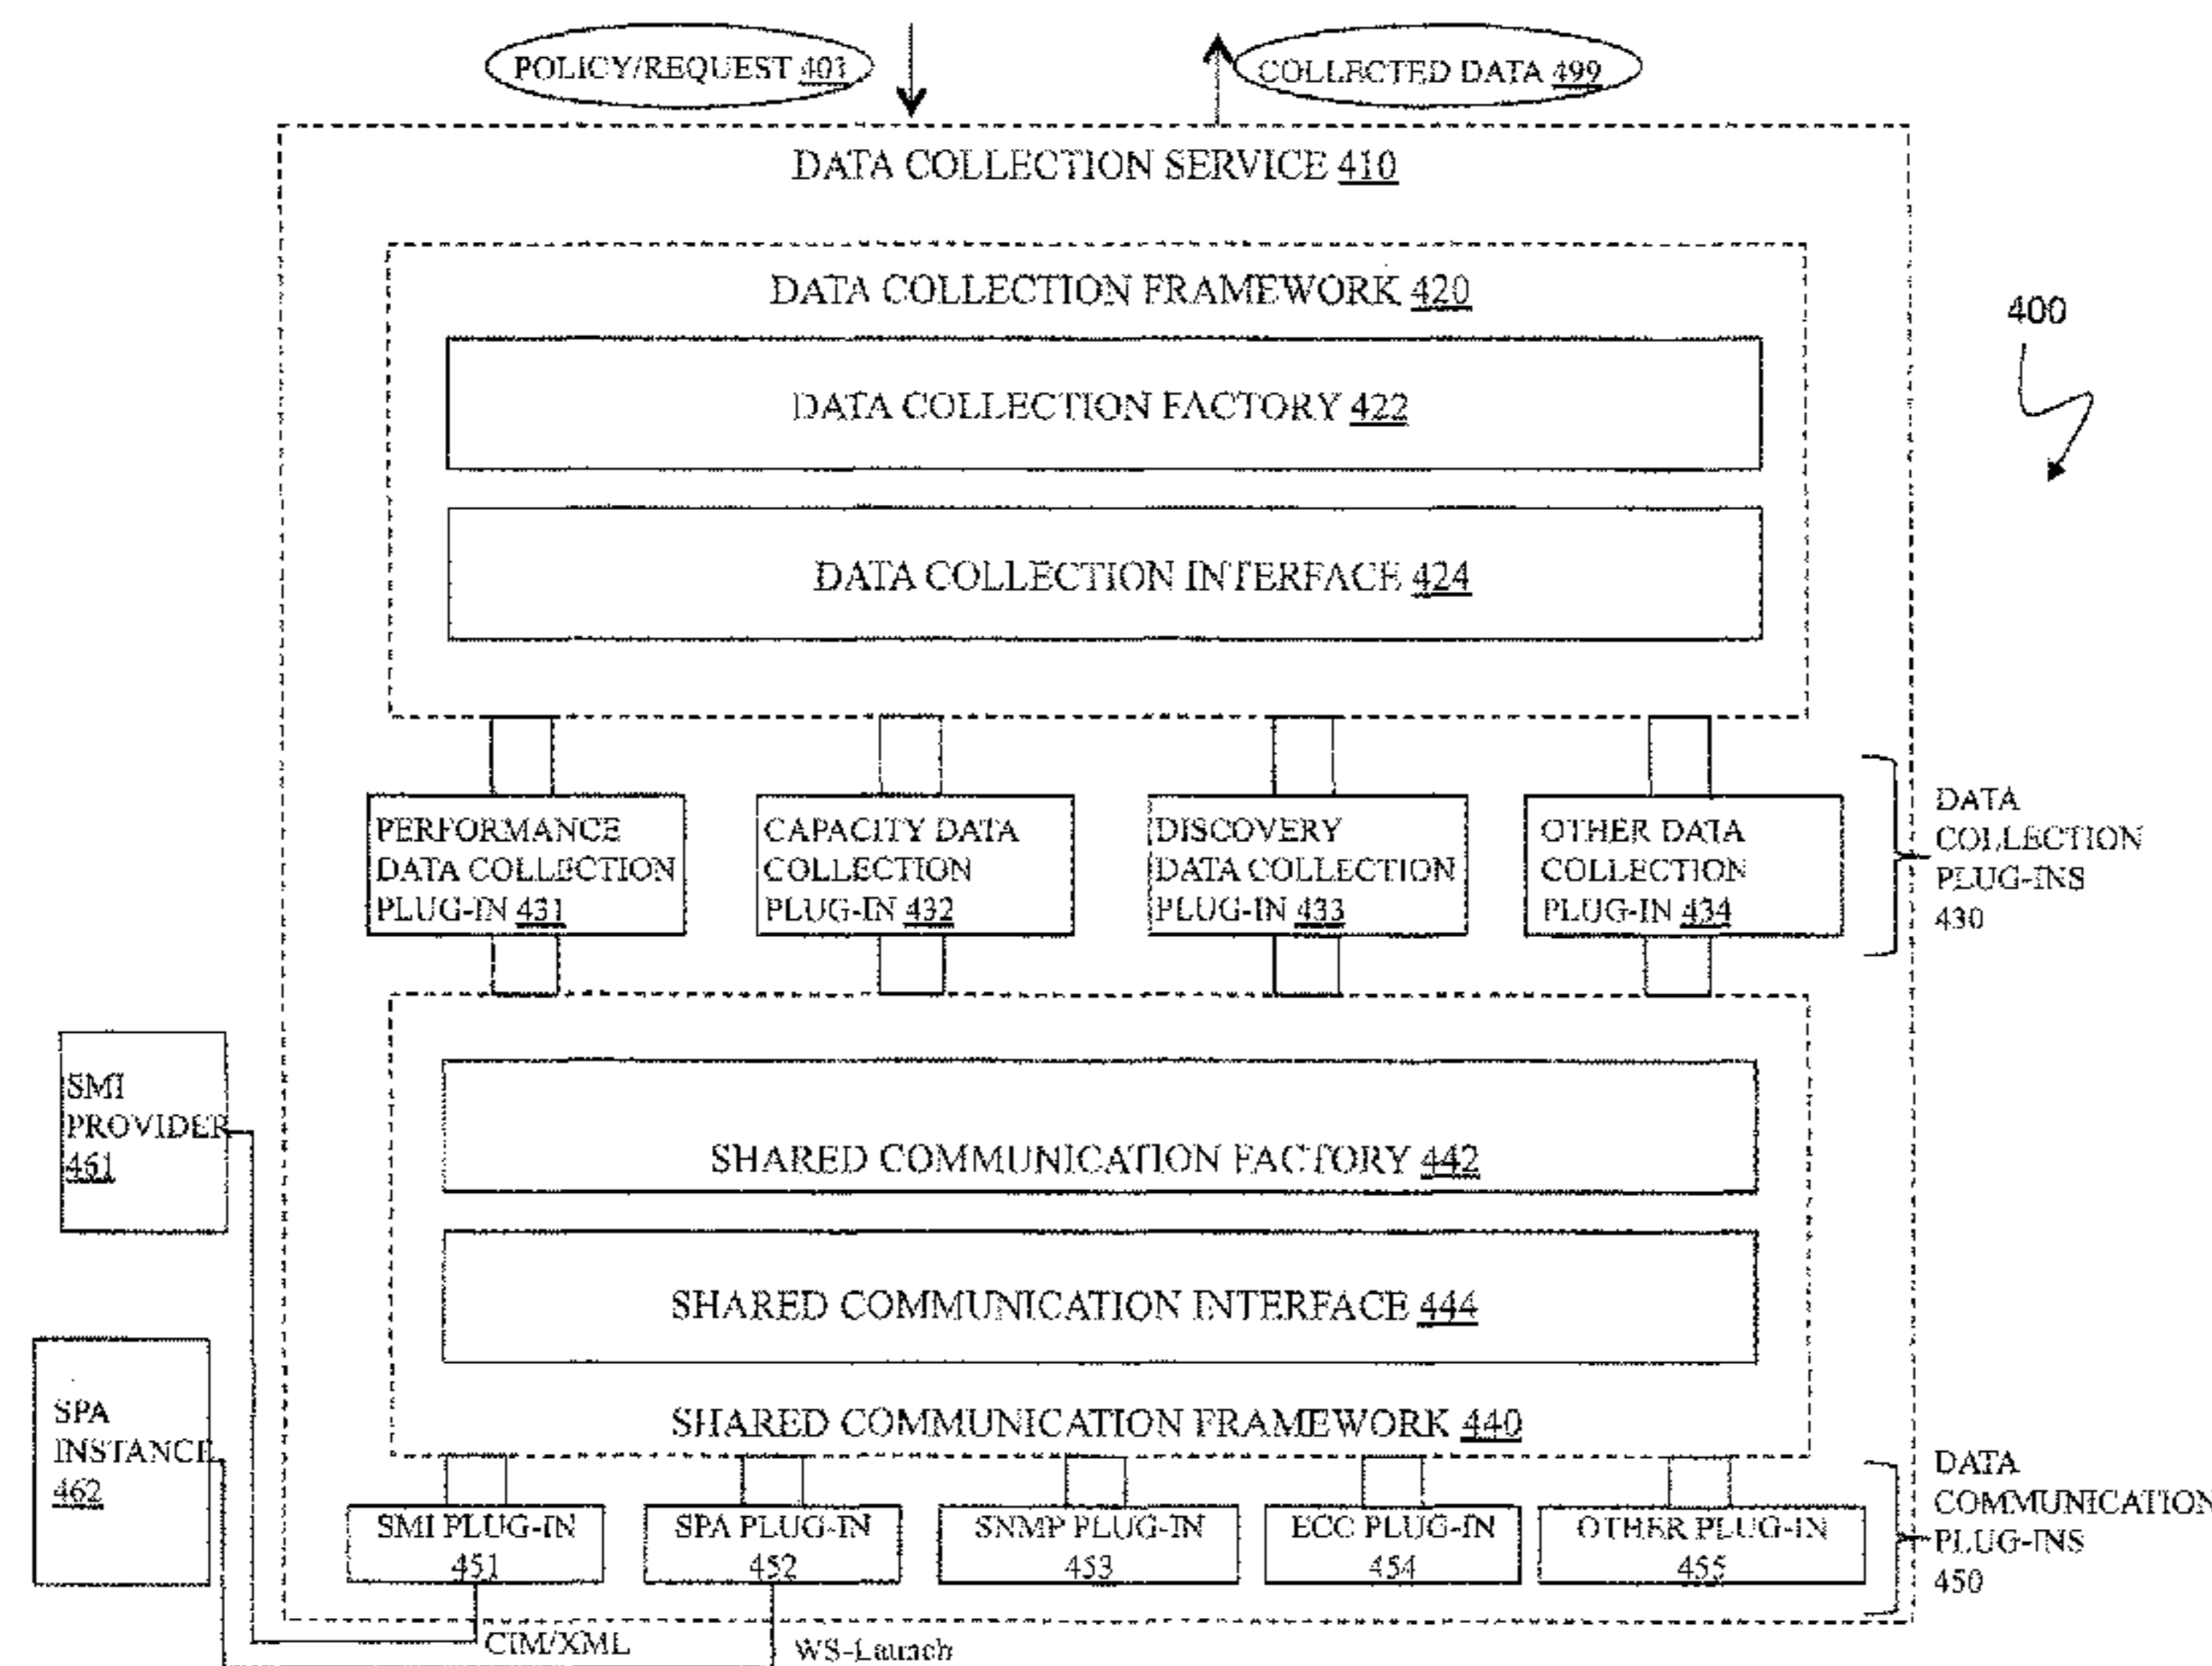 POLICY/REQUEST 401
COLLECTED DATA 499
DATA COLLECTION SERVICE 410
DATA COLLECTION FRAMEWORK 420
400
DATA COLLECTION FACTORY 422
DATA COLLECTION INTERFACE 424
PERFORMANCE
DATA COLLECTION
PLUG-IN 431
CAPACITY DATA
COLLECTION
PLUG-IN 432
DISCOVERY
DATA COLLECTION
PLUG-IN 433
OTHER DATA
COLLECTION
PLUG-IN 434
DATA
COLLECTION
PLUG-INS
430
SMI
PROVIDER
461
SHARED COMMUNICATION FACTORY 442
SHARED COMMUNICATION INTERFACE 444
SPA
INSTANCE
462
SHARED COMMUNICATION FRAMEWORK 440
SMI PLUG-IN
451
SPA PLUG-IN
452
SNMP PLUG-IN
453
ECC PLUG-IN
454
OTHER PLUG-IN
455
DATA
COMMUNICATION
PLUG-INS
450
CIM/XML
WS-Launch